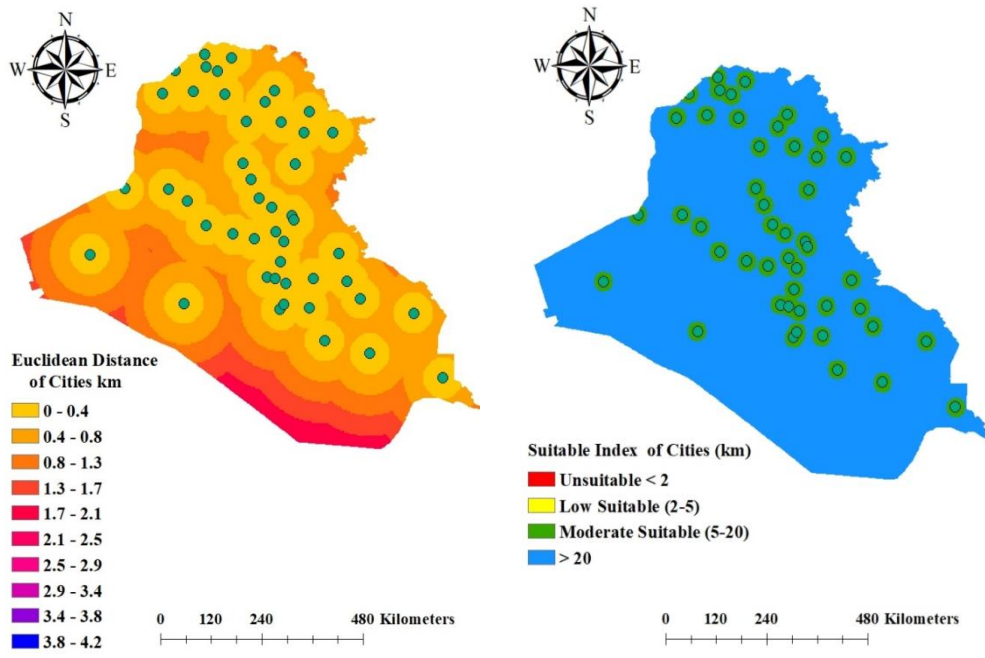 N
W E
S
Euclidean Distance
of Cities km
0 - 0.4
0.4 - 0.8
0.8 - 1.3
1.3 - 1.7
1.7 - 2.1
2.1 - 2.5
2.5 - 2.9
2.9 - 3.4
3.4 - 3.8
3.8 - 4.2
0 120 240 480 Kilometers
N
W E
S
Suitable Index of Cities (km)
Unsuitable < 2
Low Suitable (2-5)
Moderate Suitable (5-20)
> 20
0 120 240 480 Kilometers